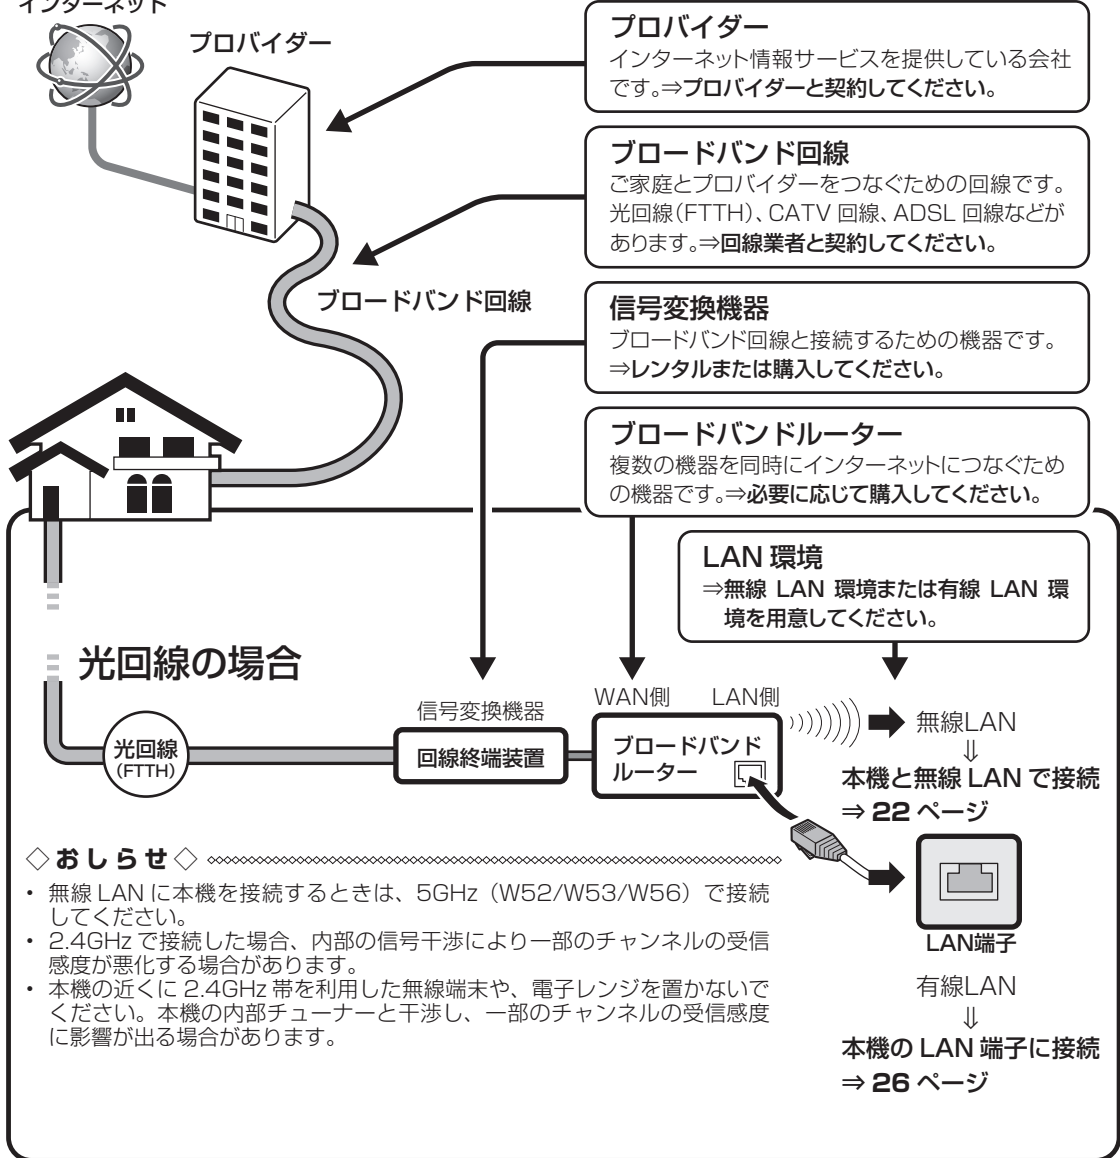 インターネット
プロバイダー
プロバイダー
インターネット情報サービスを提供している会社
です。⇒プロバイダーと契約してください。
ブロードバンド回線
ご家庭とプロバイダーをつなぐための回線です。
光回線(FTTH)、CATV 回線、ADSL 回線などが
あります。⇒回線業者と契約してください。
ブロードバンド回線
信号変換機器
ブロードバンド回線と接続するための機器です。
⇒レンタルまたは購入してください。
ブロードバンドルーター
複数の機器を同時にインターネットにつなぐため
の機器です。⇒必要に応じて購入してください。
LAN 環境
⇒無線 LAN 環境または有線 LAN 環
境を用意してください。
光回線の場合
光回線
(FTTH)
信号変換機器
回線終端装置
WAN側 LAN側
ブロードバンド
ルーター
無線LAN
⇓
本機と無線 LAN で接続
⇒ 22 ページ
LAN端子
有線LAN
⇓
本機の LAN 端子に接続
⇒ 26 ページ
◇おしらせ◇
・ 無線 LAN に本機を接続するときは、5GHz(W52/W53/W56)で接続
してください。
・ 2.4GHz で接続した場合、内部の信号干渉により一部のチャンネルの受信
感度が悪化する場合があります。
・ 本機の近くに 2.4GHz 帯を利用した無線端末や、電子レンジを置かないで
ください。本機の内部チューナーと干渉し、一部のチャンネルの受信感度
に影響が出る場合があります。